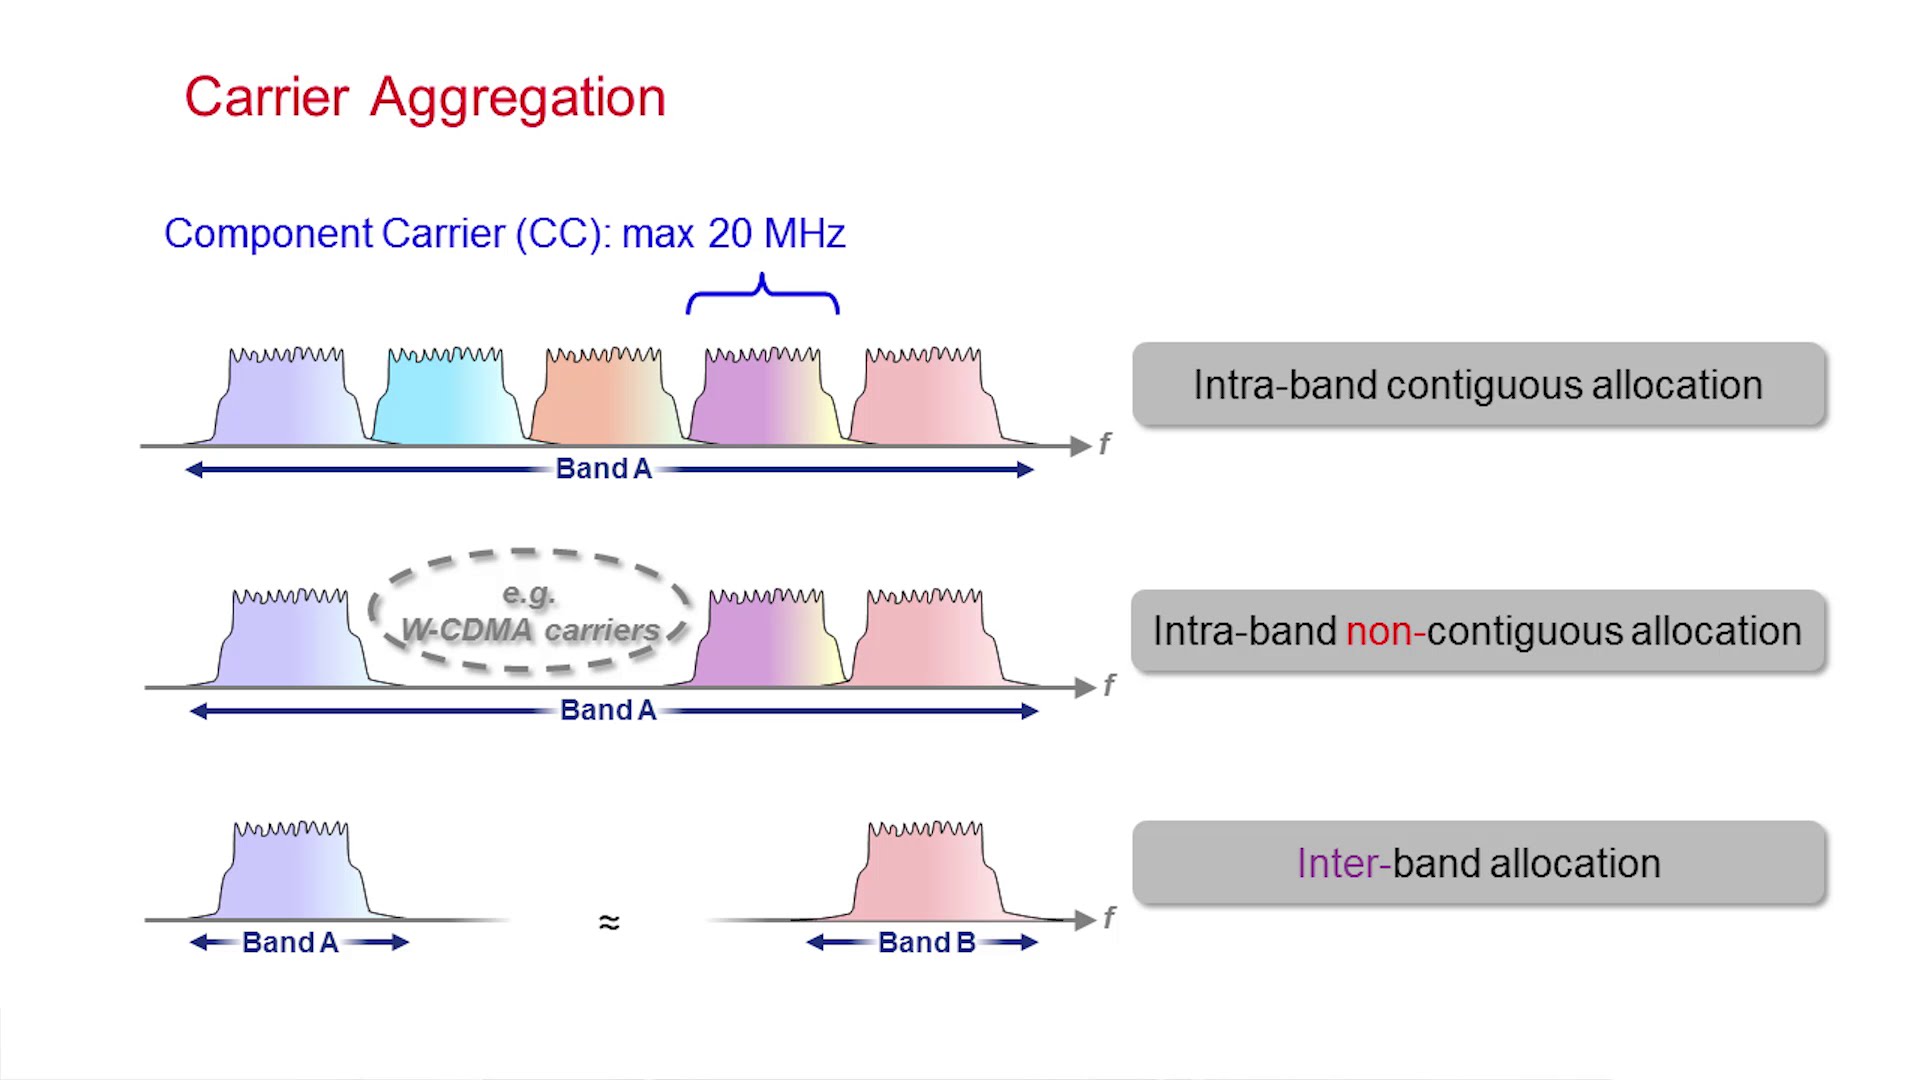 Carrier Aggregation
Component Carrier (CC): max 20 MHz
Intra-band contiguous allocation
f
Band A
e.g.
W-CDMA carriers
Intra-band non-contiguous allocation
f
Band A
Inter-band allocation
≈
f
Band A
Band B